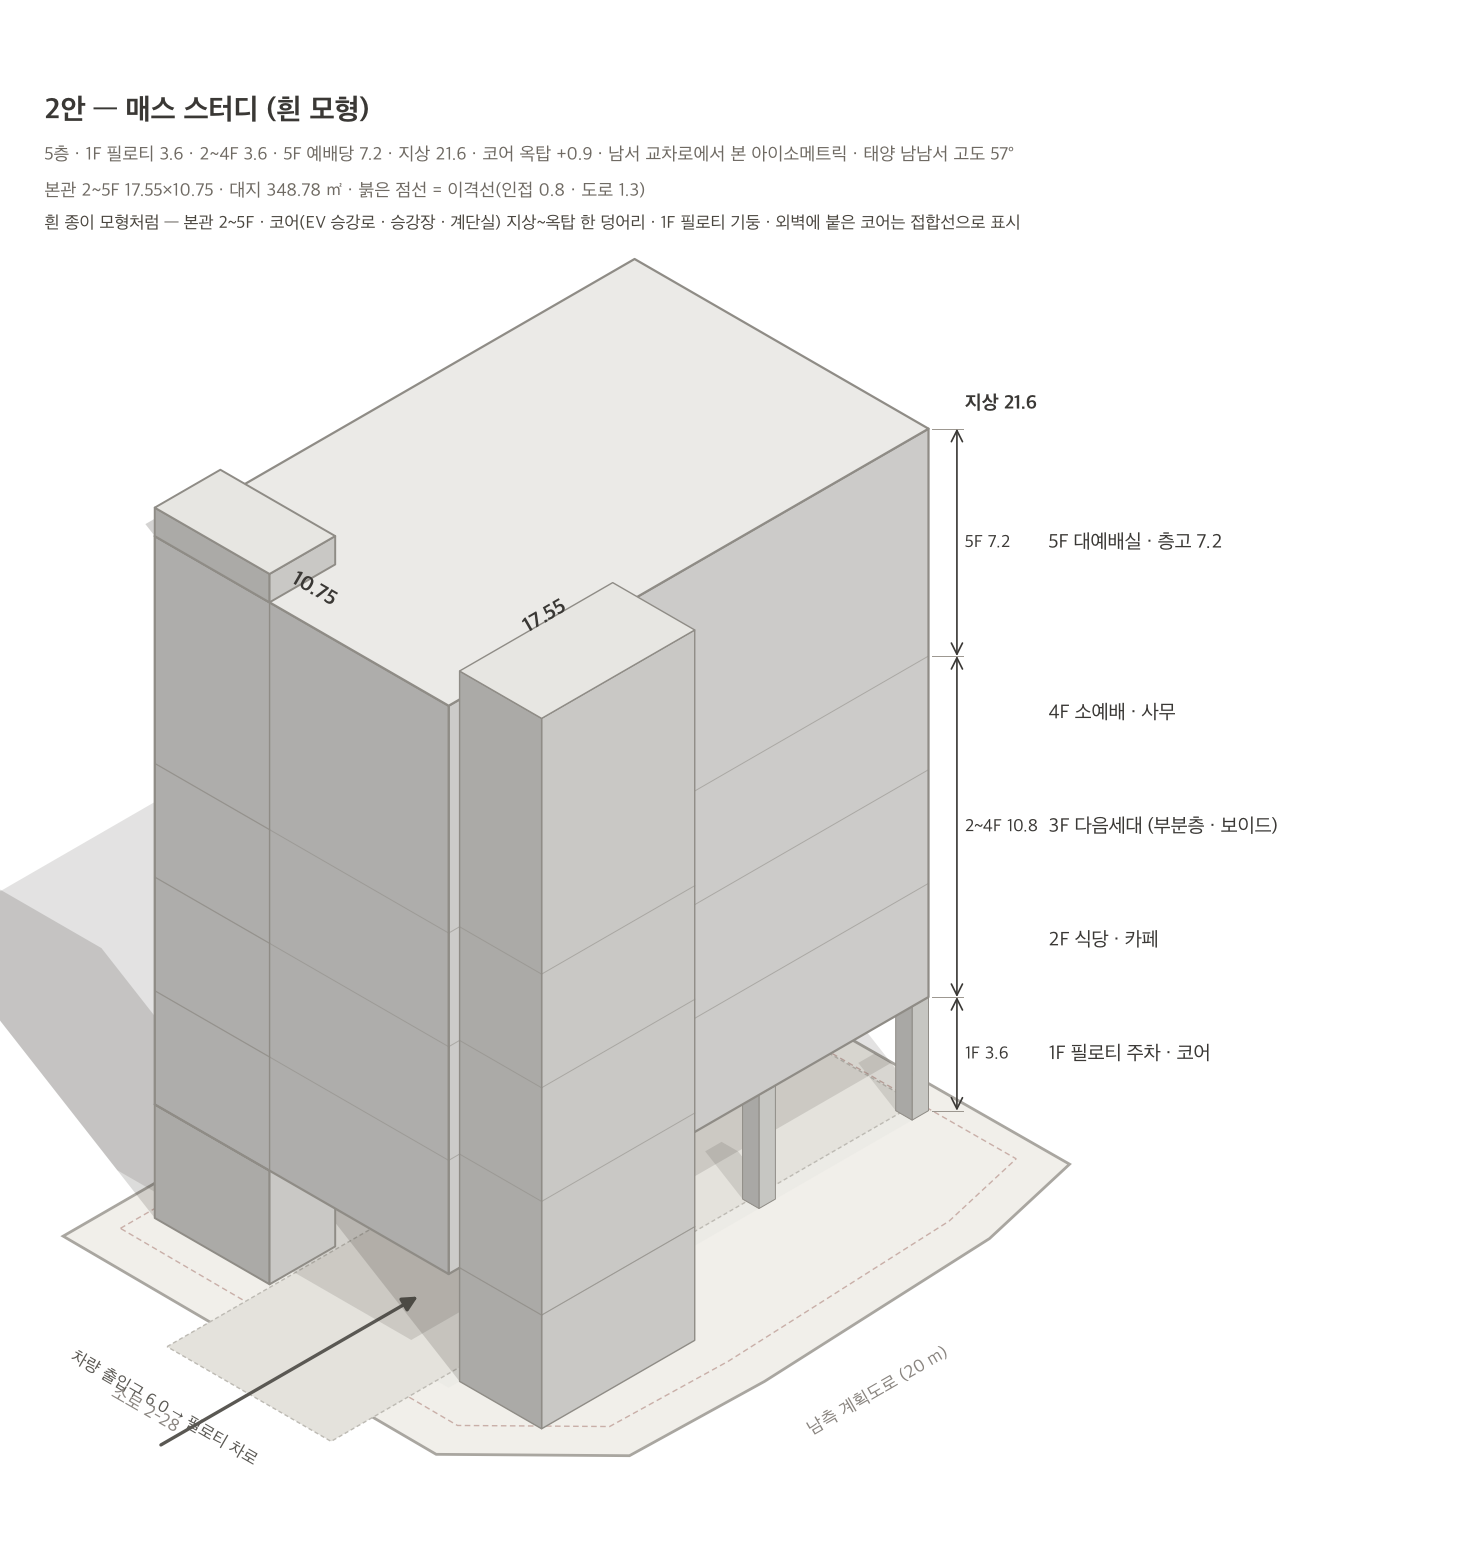 2안 — 매스 스터디 (흰 모형)
5층 · 1F 필로티 3.6 · 2~4F 3.6 · 5F 예배당 7.2 · 지상 21.6 · 코어 옥탑 +0.9 · 남서 교차로에서 본 아이소메트릭 · 태양 남남서 고도 57°
본관 2~5F 17.55×10.75 · 대지 348.78 ㎡ · 붉은 점선 = 이격선(인접 0.8 · 도로 1.3)
흰 종이 모형처럼 — 본관 2~5F · 코어(EV 승강로 · 승강장 · 계단실) 지상~옥탑 한 덩어리 · 1F 필로티 기둥 · 외벽에 붙은 코어는 접합선으로 표시
지상 21.6
5F 7.2 5F 대예배실 · 층고 7.2
10.75
17.55
4F 소예배 · 사무
2~4F 10.8 3F 다음세대 (부분층 · 보이드)
2F 식당 · 카페
1F 3.6 1F 필로티 주차 · 코어
차량 출입구 6.0 → 필로티 차로
소로 2-28
남측 계획도로 (20 m)